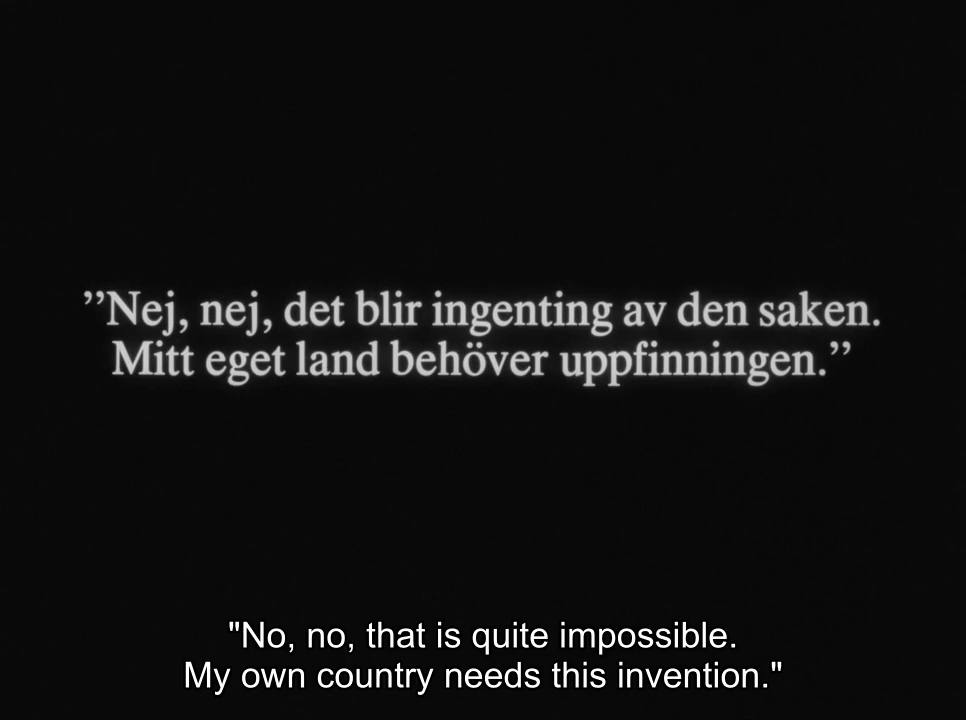 ”Nej, nej, det blir ingenting av den saken.
Mitt eget land behöver uppfinningen.”
"No, no, that is quite impossible.
My own country needs this invention."